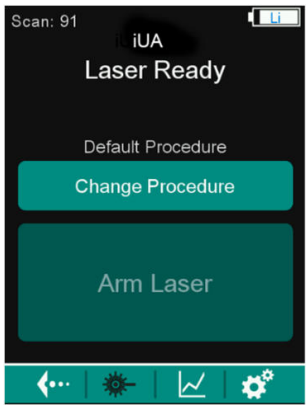 Scan: 91
Li
iUA
Laser Ready
Default Procedure
Change Procedure
Arm Laser